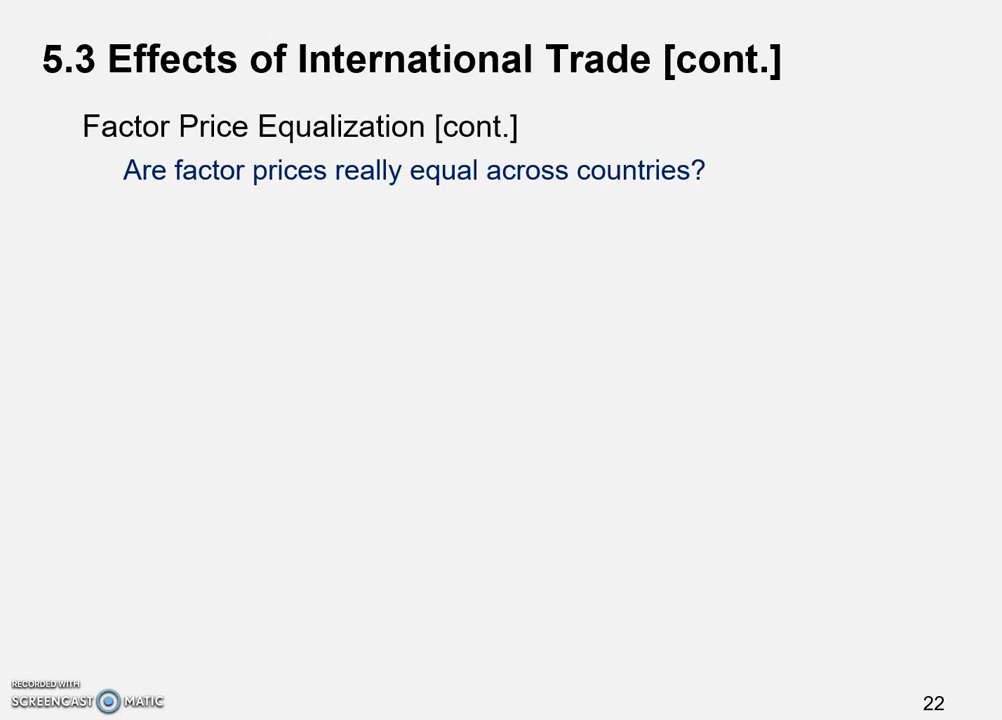 5.3 Effects of International Trade [cont.]
Factor Price Equalization [cont.]
Are factor prices really equal across countries?
RECORDED WITH
SCREENCAST MATIC
22